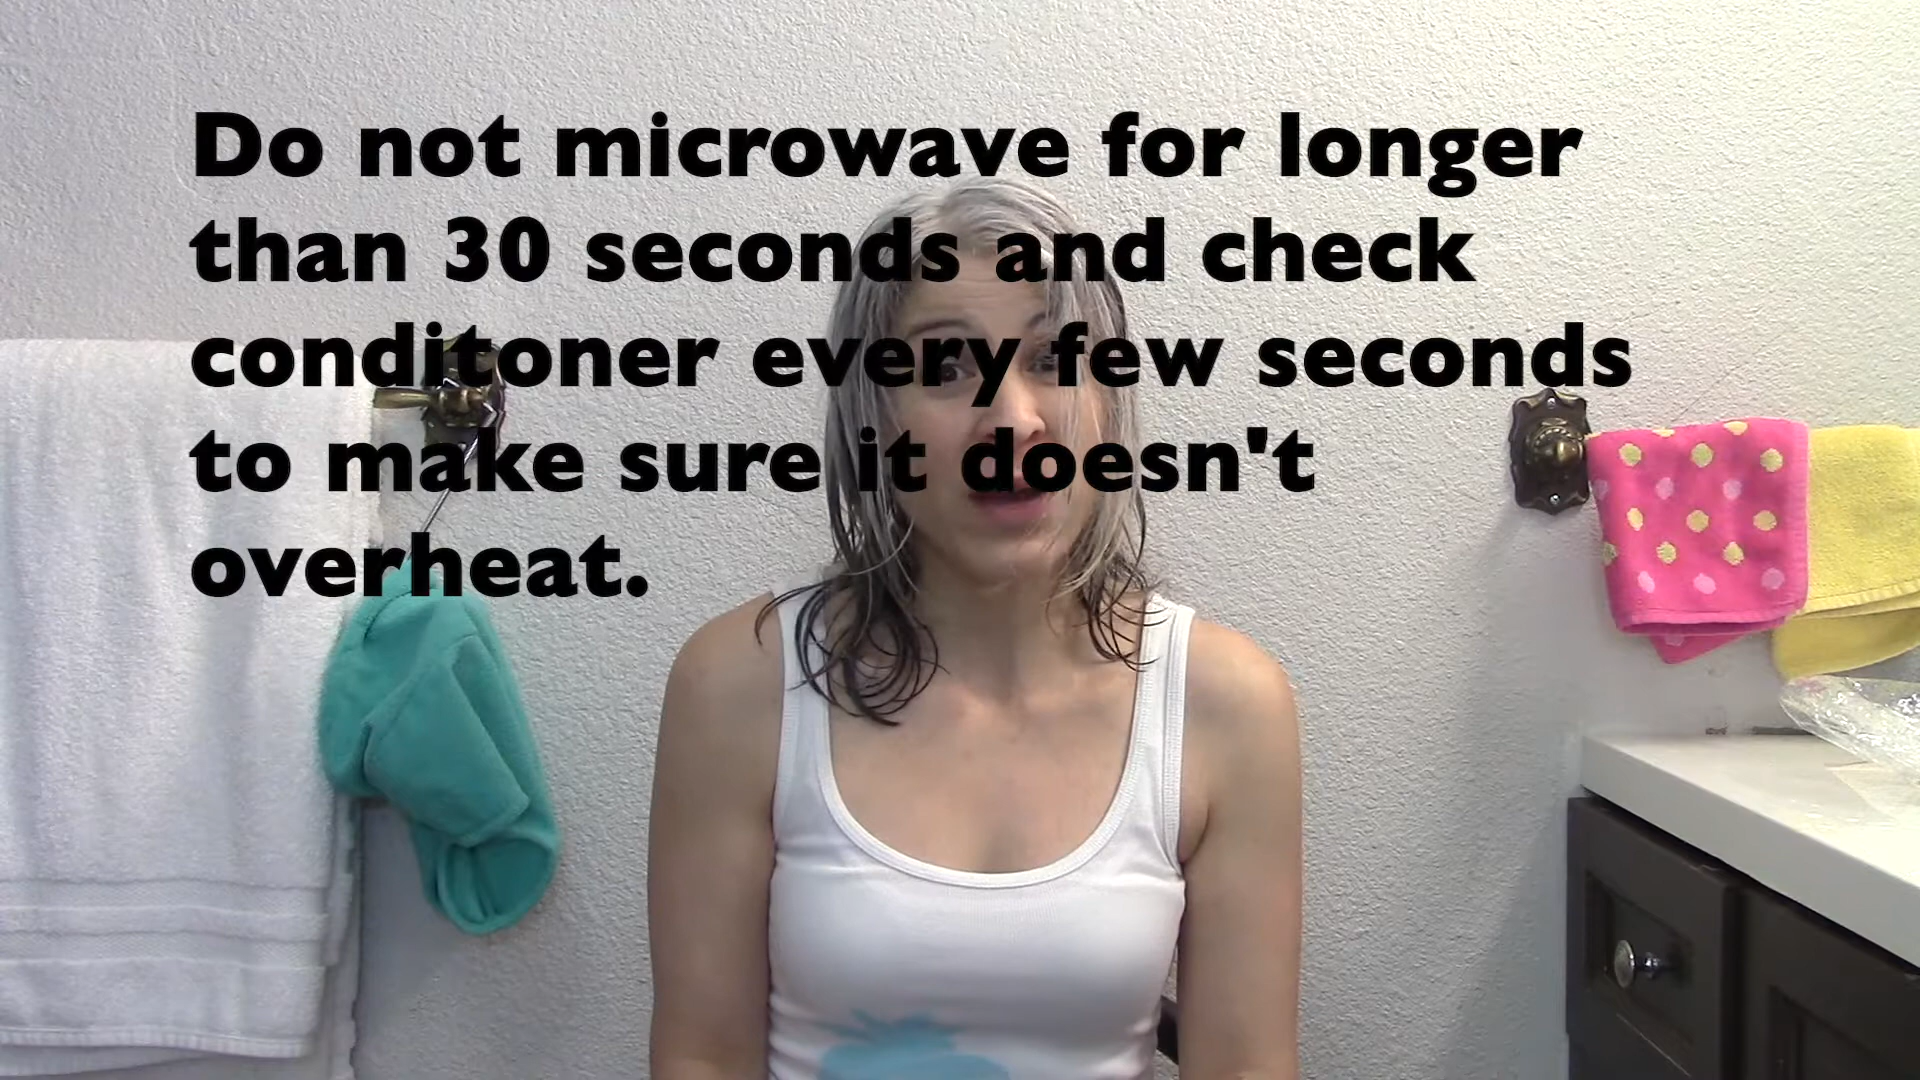 Do not microwave for longer
than 30 seconds and check
conditoner every few seconds
to make sure it doesn't
overheat.